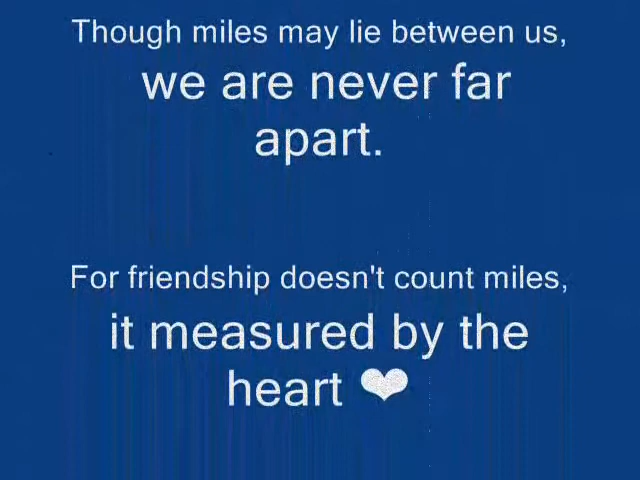 Though miles may lie between us,
we are never far
apart.
For friendship doesn't count miles,
it measured by the
heart ❤